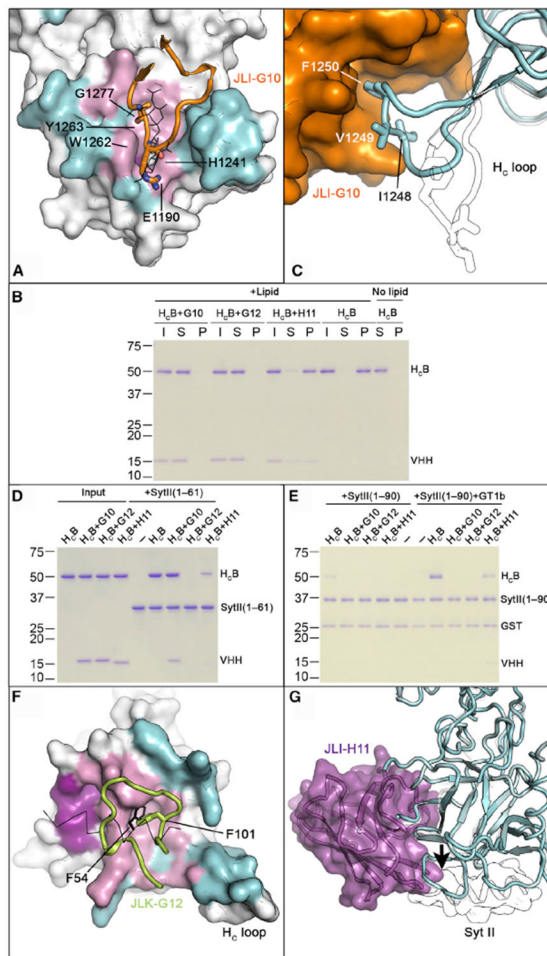 JLI-G10
G1277
Y1263
W1262
H1241
E1190
A
F1250
V1249
I1248
JLI-G10
HC loop
C
B
+Lipid No lipid
HCB+G10 HCB+G12 HCB+H11 HCB HCB
I S P I S P I S P I S P S P
75
50
37
25
20
15
10
HCB
VHH
D
Input +SytII(1–61)
HCB HCB+G10 HCB+G12 HCB+H11 – HCB HCB+G10 HCB+G12 HCB+H11
75
50
37
25
20
15
10
HCB
SytII(1–61)
VHH
E
+SytII(1–90) +SytII(1–90)+GT1b
HCB HCB+G10 HCB+G12 HCB+H11 – – HCB HCB+G10 HCB+G12 HCB+H11
75
50
37
25
20
15
10
HCB
SytII(1–90
GST
VHH
F
F54
F101
JLK-G12
HC loop
G
JLI-H11
Syt II